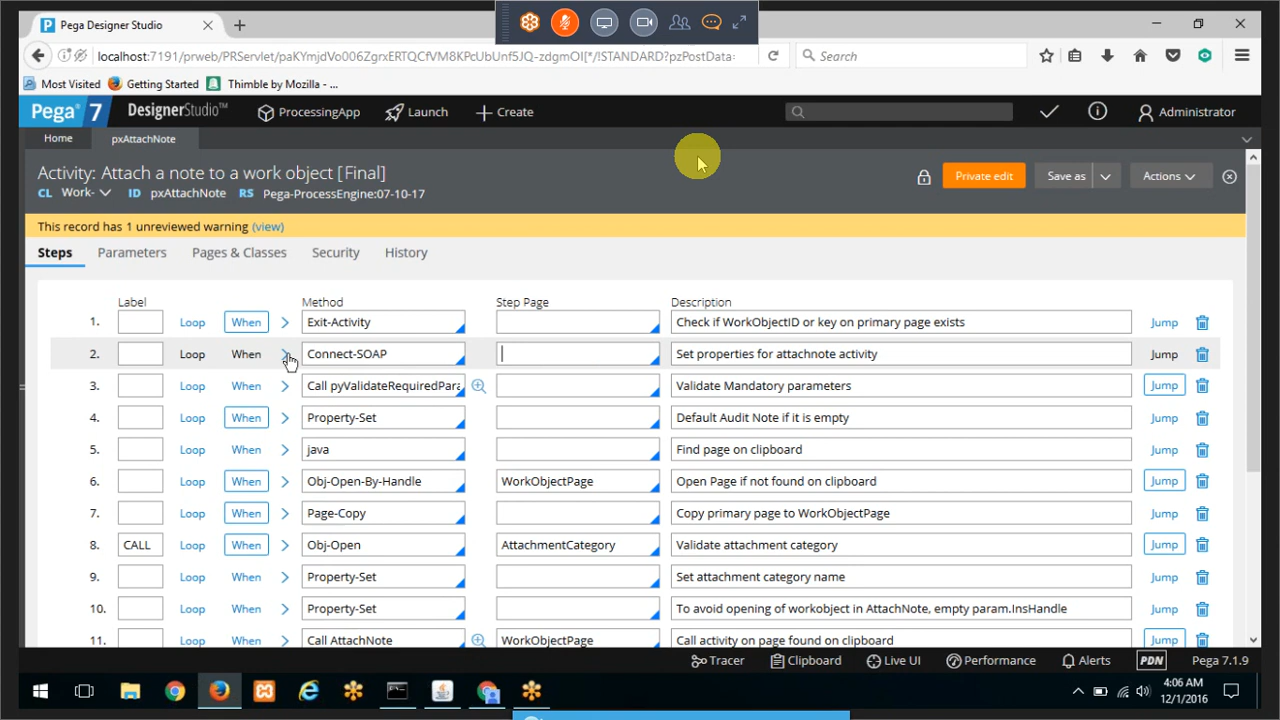 Pega Designer Studio
localhost:7191/prweb/PRServlet/paKYmjdVo006ZgrxERTQCfVM8KPcUbUnf5JQ-zdgmOI[*/!STANDARD?pzPostData=
Search
Most Visited Getting Started Thimble by Mozilla - ...
Pega 7 DesignerStudio™ ProcessingApp Launch Create Administrator
Home pxAttachNote
Activity: Attach a note to a work object [Final]
CL Work- ID pxAttachNote RS Pega-ProcessEngine:07-10-17
Private edit Save as Actions
This record has 1 unreviewed warning (view)
Steps Parameters Pages & Classes Security History
Label Method Step Page Description
1. Loop When Exit-Activity Check if WorkObjectID or key on primary page exists Jump
2. Loop When Connect-SOAP Set properties for attachnote activity Jump
3. Loop When Call pyValidateRequiredPara Validate Mandatory parameters Jump
4. Loop When Property-Set Default Audit Note if it is empty Jump
5. Loop When java Find page on clipboard Jump
6. Loop When Obj-Open-By-Handle WorkObjectPage Open Page if not found on clipboard Jump
7. Loop When Page-Copy Copy primary page to WorkObjectPage Jump
8. CALL Loop When Obj-Open AttachmentCategory Validate attachment category Jump
9. Loop When Property-Set Set attachment category name Jump
10. Loop When Property-Set To avoid opening of workobject in AttachNote, empty param.InsHandle Jump
11. Loop When Call AttachNote WorkObjectPage Call activity on page found on clipboard Jump
Tracer Clipboard Live UI Performance Alerts PDN Pega 7.1.9
4:06 AM
12/1/2016